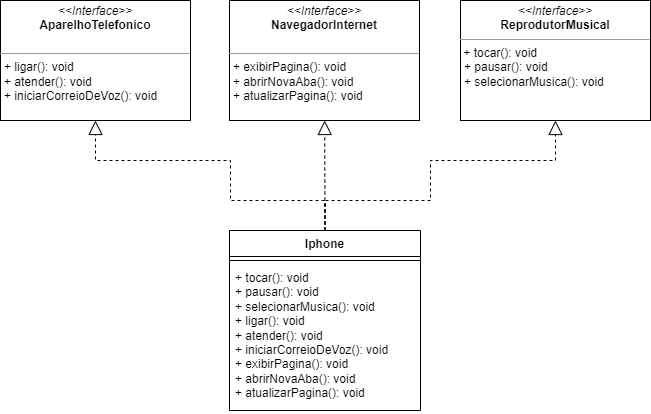 <<Interface>>
AparelhoTelefonico
+ ligar(): void
+ atender(): void
+ iniciarCorreioDeVoz(): void
<<Interface>>
NavegadorInternet
+ exibirPagina(): void
+ abrirNovaAba(): void
+ atualizarPagina(): void
<<Interface>>
ReprodutorMusical
+ tocar(): void
+ pausar(): void
+ selecionarMusica(): void
Iphone
+ tocar(): void
+ pausar(): void
+ selecionarMusica(): void
+ ligar(): void
+ atender(): void
+ iniciarCorreioDeVoz(): void
+ exibirPagina(): void
+ abrirNovaAba(): void
+ atualizarPagina(): void